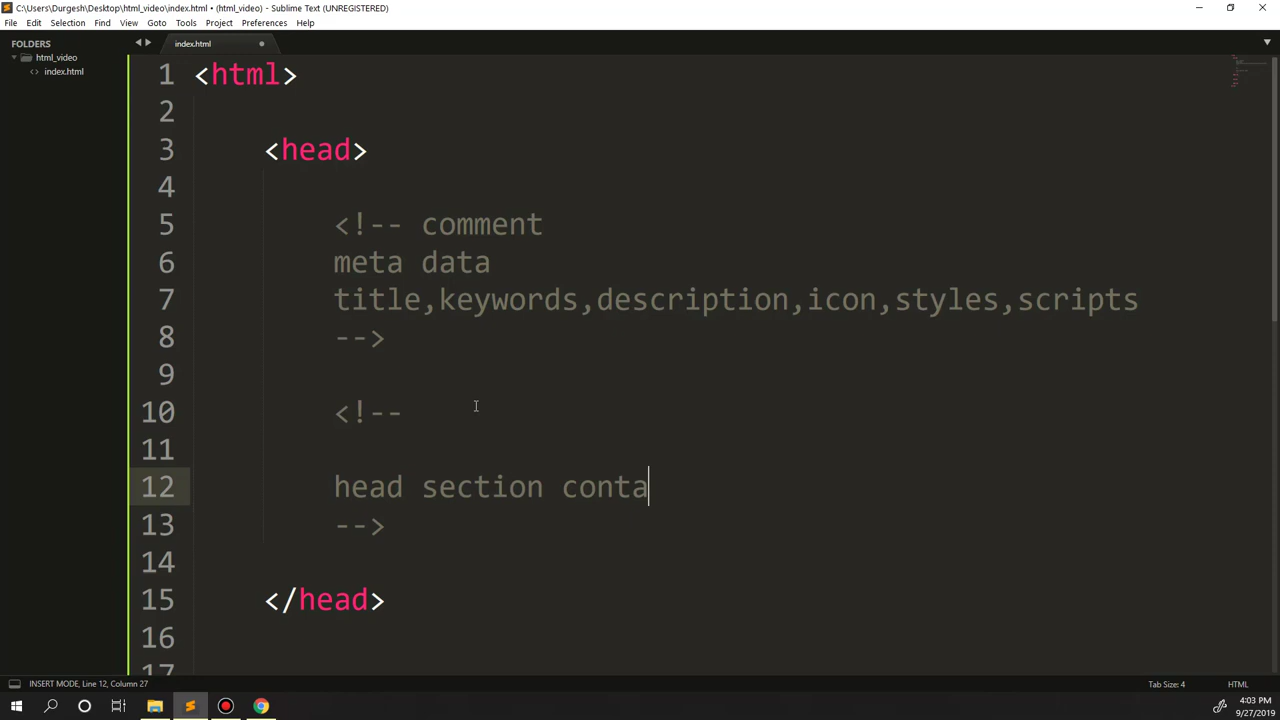 C:\Users\Durgesh\Desktop\html_video\index.html • (html_video) - Sublime Text (UNREGISTERED)
File Edit Selection Find View Goto Tools Project Preferences Help
FOLDERS
html_video
index.html
index.html
1 <html>
2
3 <head>
4
5 <!-- comment
6 meta data
7 title,keywords,description,icon,styles,scripts
8 -->
9
10 <!--
11
12 head section conta
13 -->
14
15 </head>
16
17
INSERT MODE, Line 12, Column 27
Tab Size: 4
HTML
4:03 PM
9/27/2019